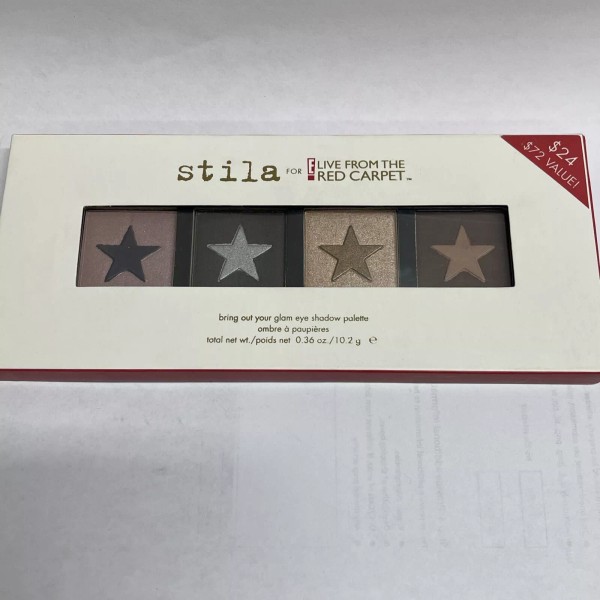 stila FOR E! LIVE FROM THE
RED CARPET™
$24
$72 VALUE!
bring out your glam eye shadow palette
ombre à paupières
total net wt./poids net 0.36 oz./10.2 g ℮